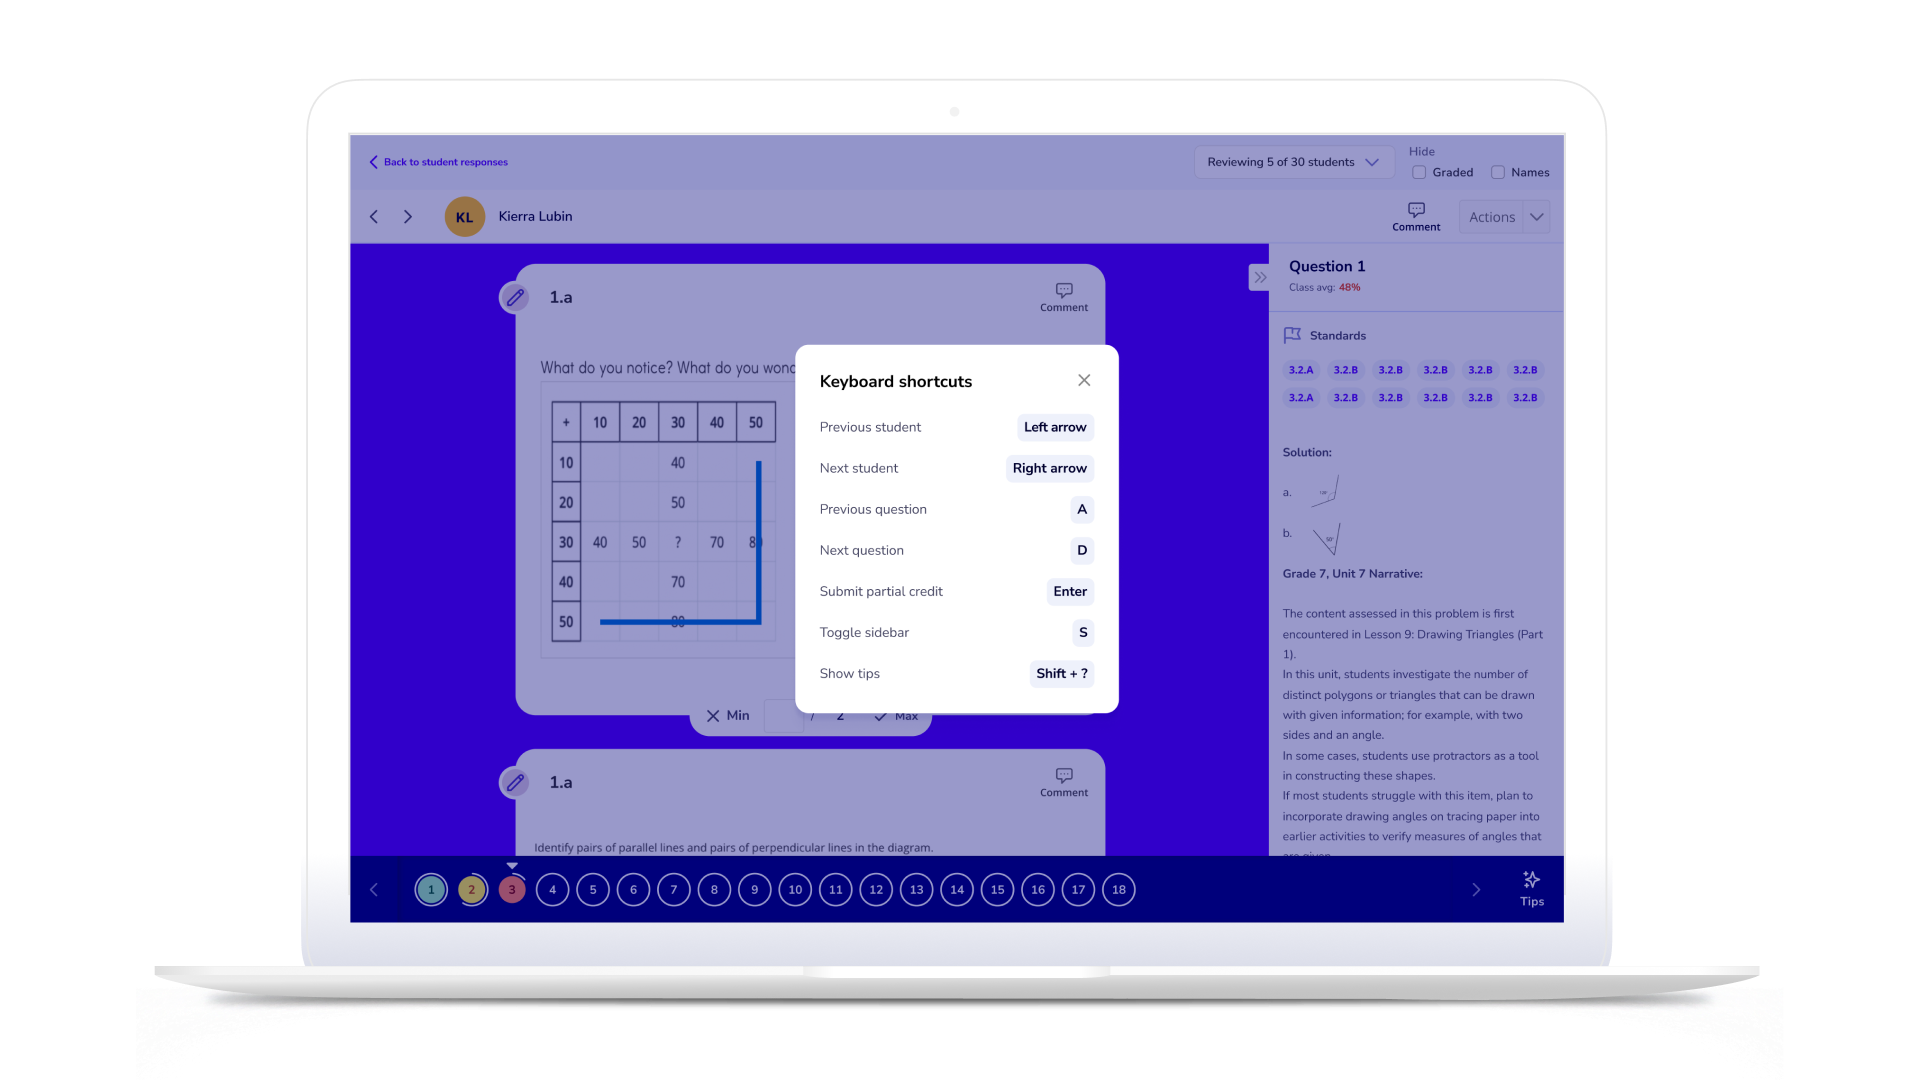 Back to student responses
Reviewing 5 of 30 students
Hide
Graded Names
KL Kierra Lubin
Comment
Actions
1.a
Comment
What do you notice? What do you
+ 10 20 30 40 50
10 40
20 50
30 40 50 ? 70
40 70
50
Min / 2 Max
1.a
Comment
Identify pairs of parallel lines and pairs of perpendicular lines in the diagram.
Keyboard shortcuts
Previous student Left arrow
Next student Right arrow
Previous question A
Next question D
Submit partial credit Enter
Toggle sidebar S
Show tips Shift + ?
Question 1
Class avg: 48%
Standards
3.2.A 3.2.B 3.2.B 3.2.B 3.2.B 3.2.B
3.2.A 3.2.B 3.2.B 3.2.B 3.2.B 3.2.B
Solution:
a.
b.
Grade 7, Unit 7 Narrative:
The content assessed in this problem is first
encountered in Lesson 9: Drawing Triangles (Part
1).
In this unit, students investigate the number of
distinct polygons or triangles that can be drawn
with given information; for example, with two
sides and an angle.
In some cases, students use protractors as a tool
in constructing these shapes.
If most students struggle with this item, plan to
incorporate drawing angles on tracing paper into
earlier activities to verify measures of angles that
1 2 3 4 5 6 7 8 9 10 11 12 13 14 15 16 17 18
Tips